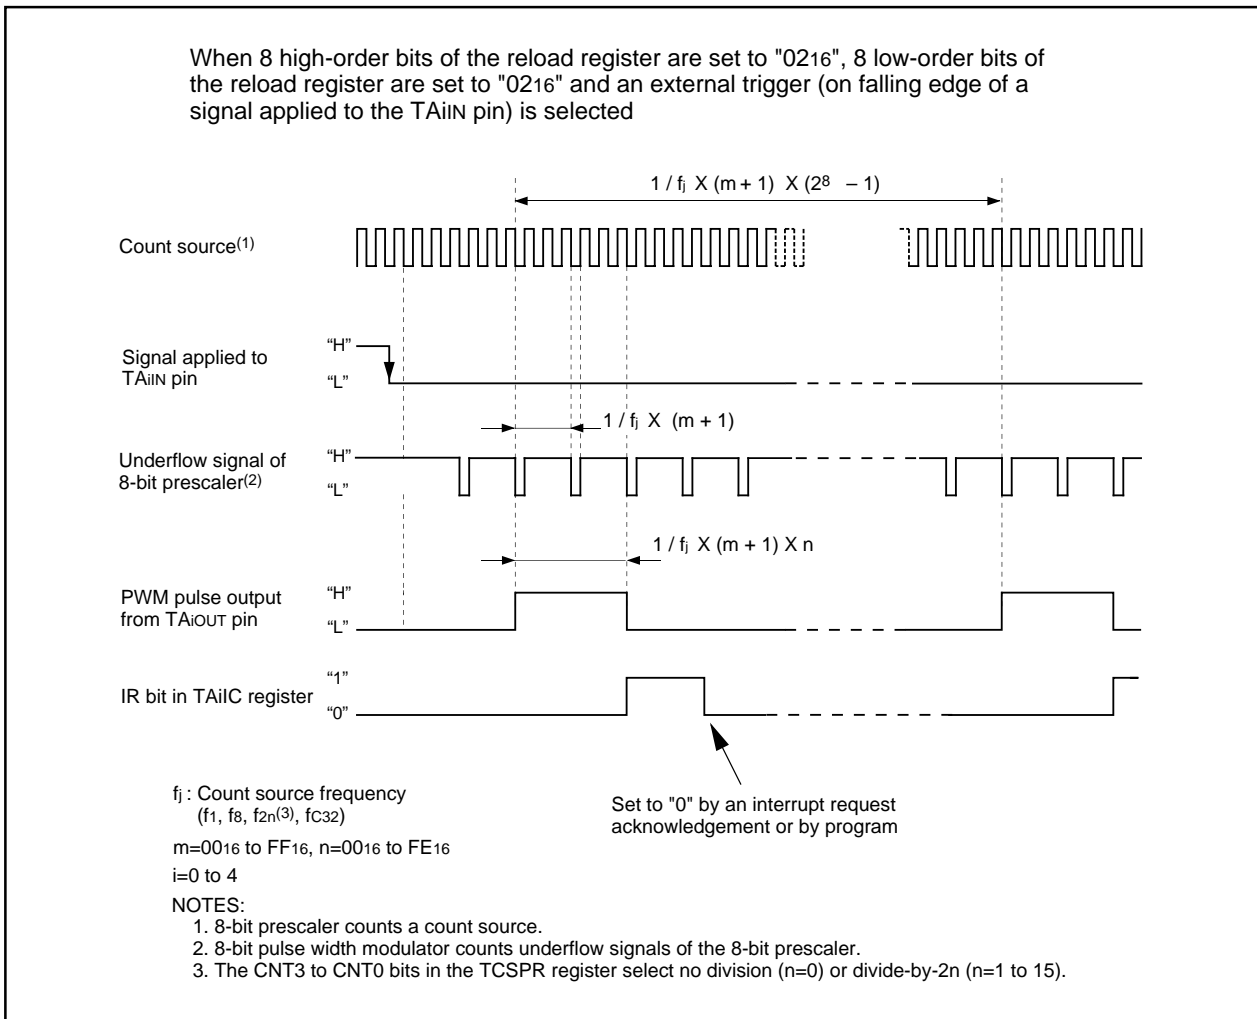 When 8 high-order bits of the reload register are set to "0216", 8 low-order bits of
the reload register are set to "0216" and an external trigger (on falling edge of a
signal applied to the TAiIN pin) is selected
1 / fj X (m + 1) X (28 – 1)
Count source(1)
Signal applied to
TAiIN pin
“H”
“L”
1 / fj X (m + 1)
Underflow signal of
8-bit prescaler(2)
“H”
“L”
1 / fj X (m + 1) X n
PWM pulse output
from TAiOUT pin
“H”
“L”
IR bit in TAiIC register
“1”
“0”
Set to "0" by an interrupt request
acknowledgement or by program
fj : Count source frequency
(f1, f8, f2n(3), fC32)
m=0016 to FF16, n=0016 to FE16
i=0 to 4
NOTES:
1. 8-bit prescaler counts a count source.
2. 8-bit pulse width modulator counts underflow signals of the 8-bit prescaler.
3. The CNT3 to CNT0 bits in the TCSPR register select no division (n=0) or divide-by-2n (n=1 to 15).